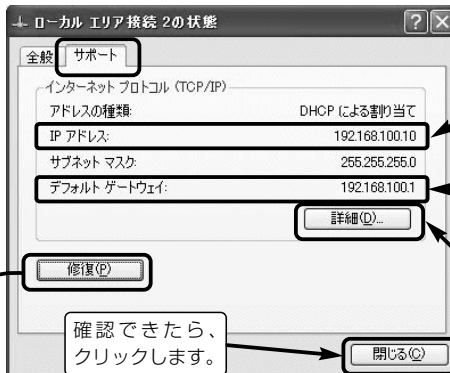 ローカル エリア接続 2の状態
全般 サポート
インターネット プロトコル (TCP/IP)
アドレスの種類: DHCP による割り当て
IP アドレス: 192.168.100.10
サブネット マスク: 255.255.255.0
デフォルト ゲートウェイ: 192.168.100.1
詳細(D)...
修復(P)
確認できたら、
クリックします。
閉じる(C)